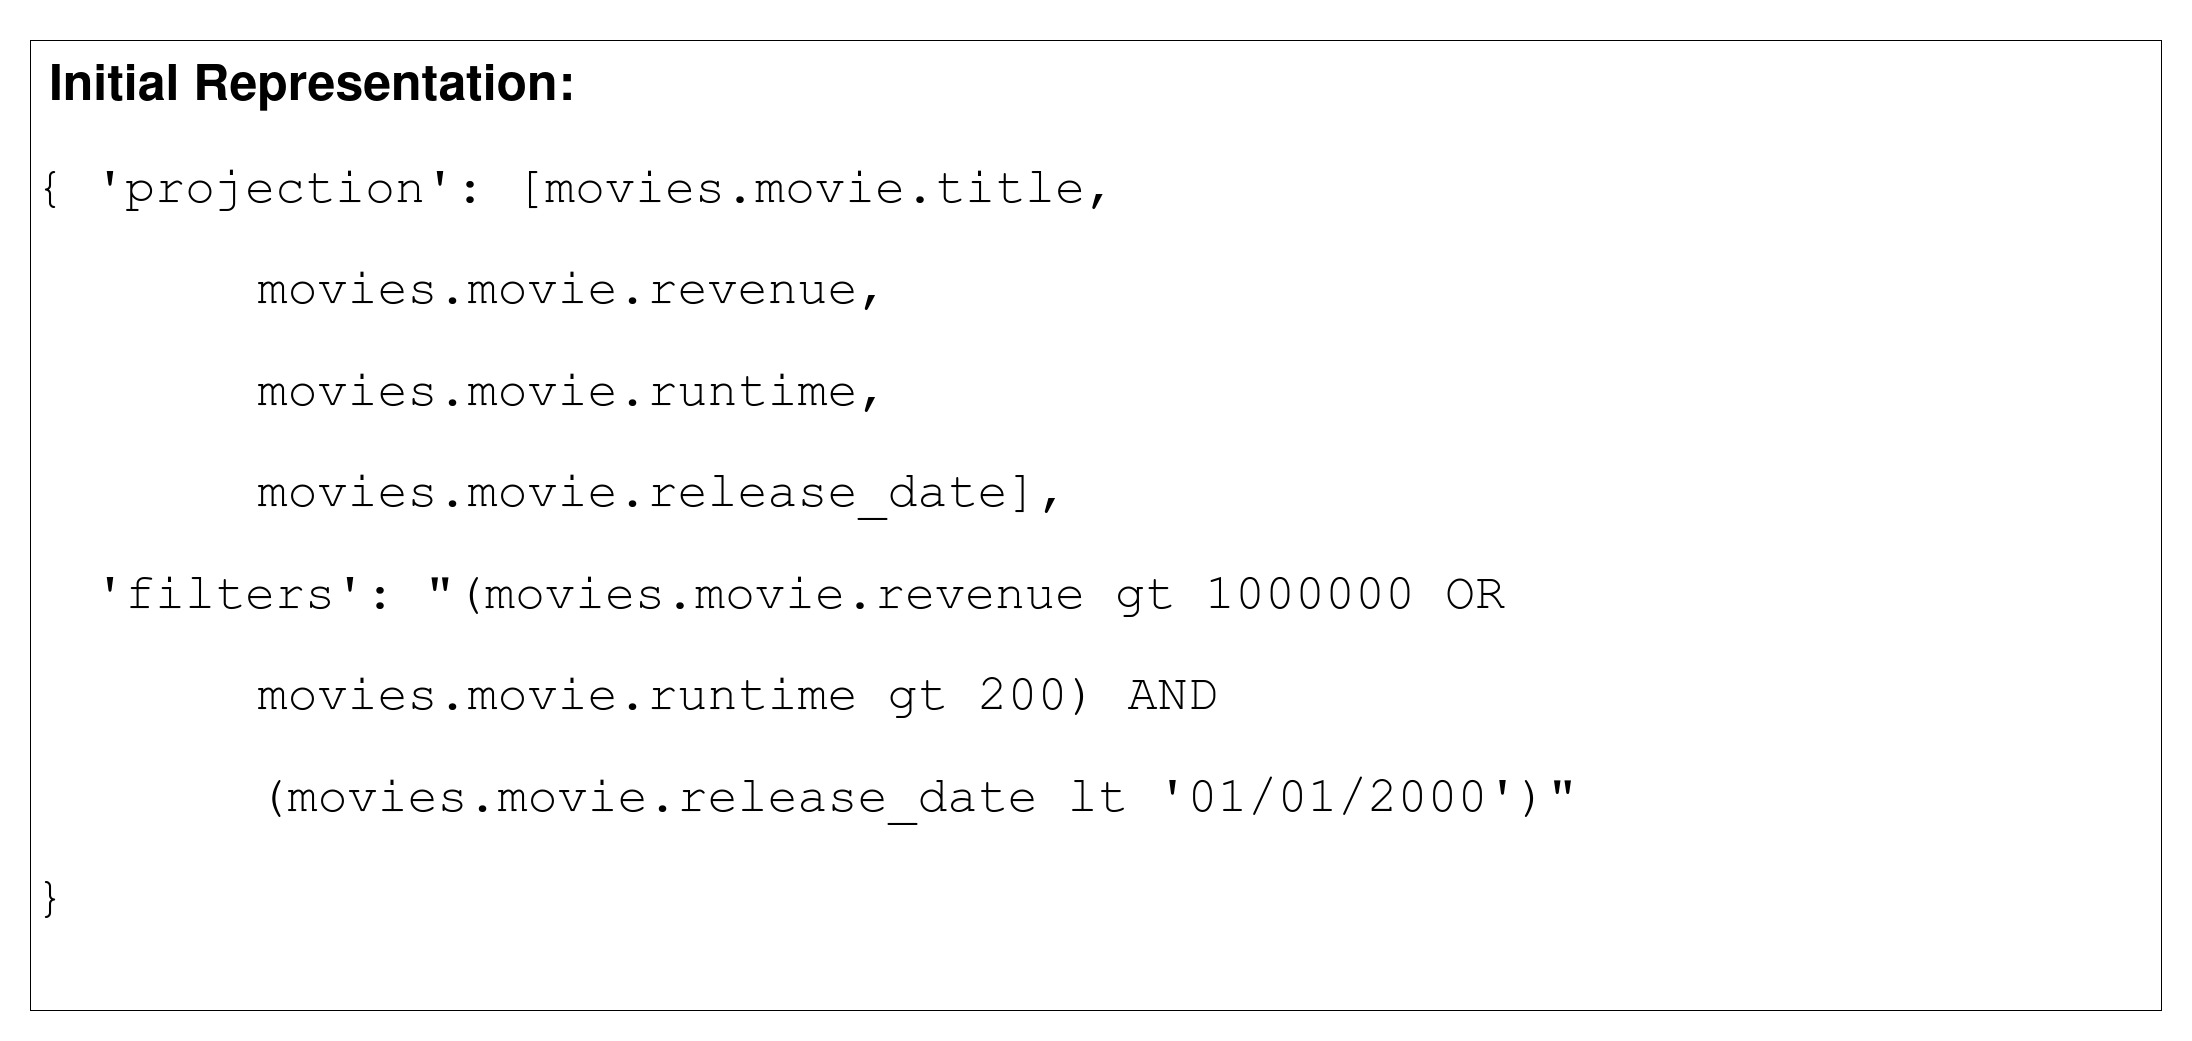 Initial Representation:
{ 'projection': [movies.movie.title,
movies.movie.revenue,
movies.movie.runtime,
movies.movie.release_date],
'filters': "(movies.movie.revenue gt 1000000 OR
movies.movie.runtime gt 200) AND
(movies.movie.release_date lt '01/01/2000')"
}